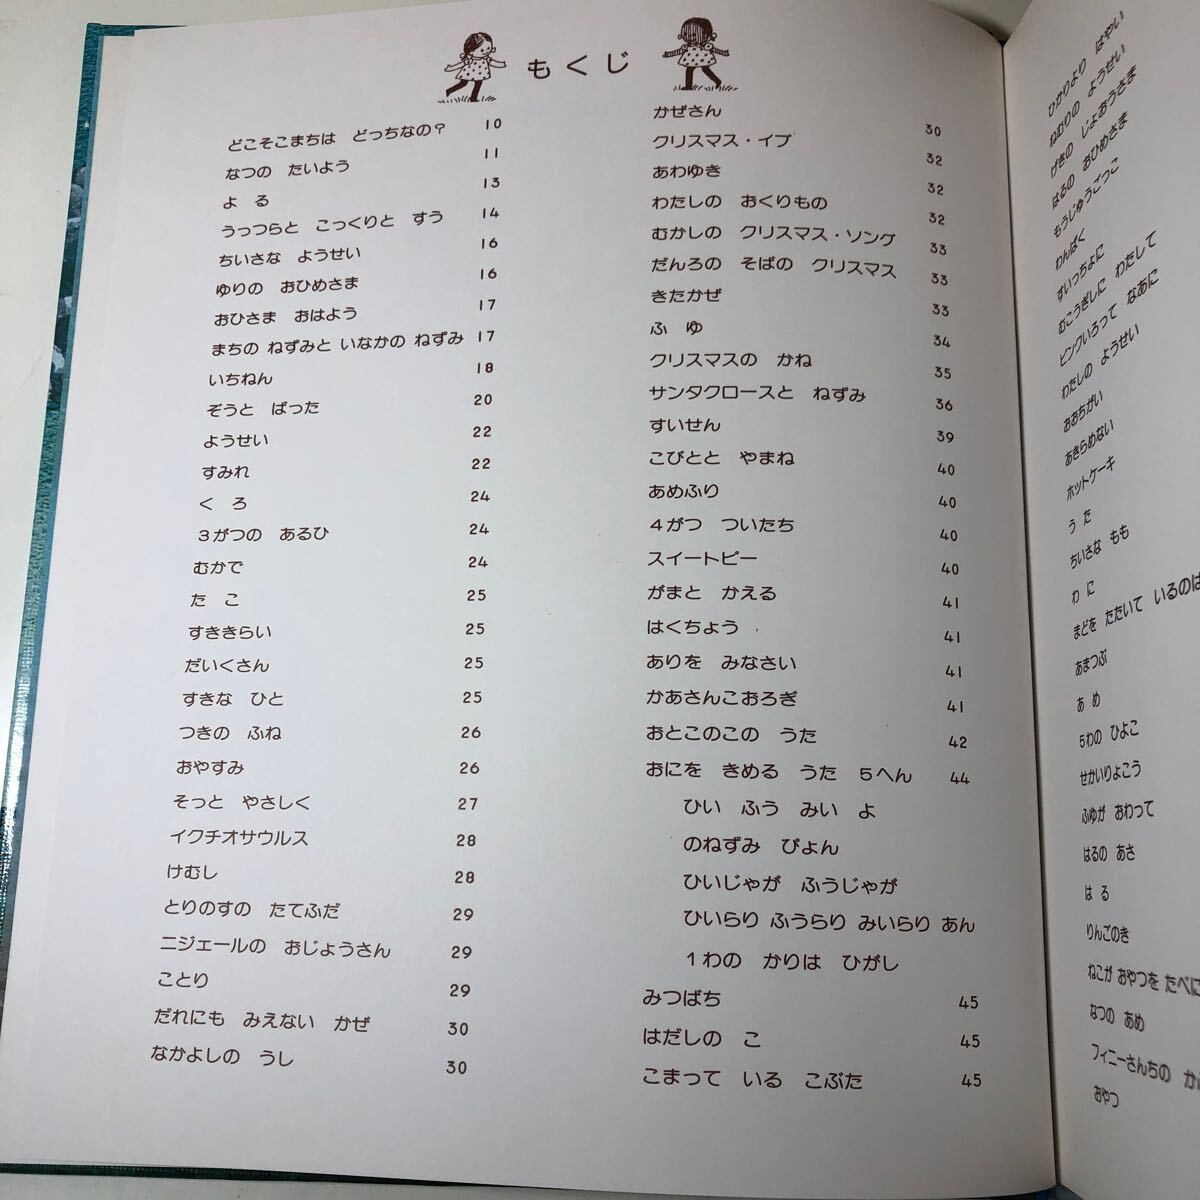 もくじ
どこそこまちは　どっちなの？ 10
なつの　たいよう 11
よ　る 13
うっつらと　こっくりと　すう 14
ちいさな　ようせい 16
ゆりの　おひめさま 16
おひさま　おはよう 17
まちの ねずみと いなかの ねずみ 17
いちねん 18
ぞうと　ばった 20
ようせい 22
すみれ 22
く　ろ 24
3がつの　あるひ 24
むかで 24
た　こ 25
すききらい 25
だいくさん 25
すきな　ひと 25
つきの　ふね 26
おやすみ 26
そっと　やさしく 27
イクチオサウルス 28
けむし 28
とりのすの　たてふだ 29
ニジェールの　おじょうさん 29
ことり 29
だれにも　みえない　かぜ 30
なかよしの　うし 30
かぜさん 30
クリスマス・イブ 32
あわゆき 32
わたしの　おくりもの 32
むかしの　クリスマス・ソング 33
だんろの　そばの　クリスマス 33
きたかぜ 33
ふ　ゆ 34
クリスマスの　かね 35
サンタクロースと　ねずみ 36
すいせん 39
こびとと　やまね 40
あめふり 40
4がつ　ついたち 40
スイートピー 40
がまと　かえる 41
はくちょう 41
ありを　みなさい 41
かあさんこおろぎ 41
おとこのこの　うた 42
おにを　きめる　うた　5へん 44
ひい　ふう　みい　よ
のねずみ　ぴょん
ひいじゃが　ふうじゃが
ひいらり ふうらり みいらり あん
1わの　かりは　ひがし
みつばち 45
はだしの　こ 45
こまって　いる　こぶた 45
ひかりより　はやい
ねむりの　ようせい
げきの　じょおうさま
はるの　おひめさま
もうじゅうごっこ
わんぱく
すいっちょに
むこうぎしに　わたして
ピンクいろって　なあに
わたしの　ようせい
おおちがい
あきらめない
ホットケーキ
う　た
ちいさな　もも
わ　に
まどを　たたいて　いるのは
あまつぶ
あ　め
5わの　ひよこ
せかいりょこう
ふゆが　おわって
はるの　あさ
は　る
りんごのき
ねこが おやつを たべに
なつの　あめ
フィニーさんちの
おやつ